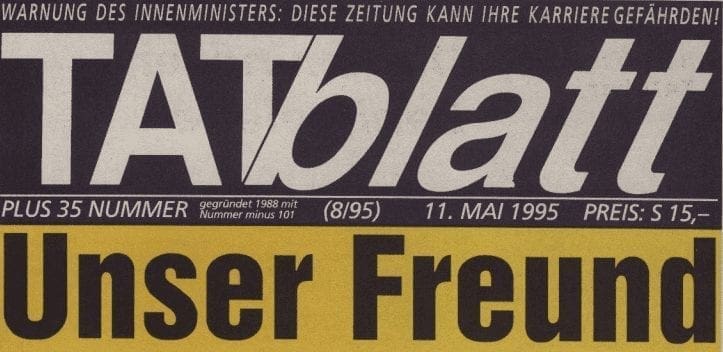 WARNUNG DES INNENMINISTERS: DIESE ZEITUNG KANN IHRE KARRIERE GEFÄHRDEN!
TATblatt
PLUS 35 NUMMER gegründet 1988 mit
Nummer minus 101 (8/95) 11. MAI 1995 PREIS: S 15,–
Unser Freund